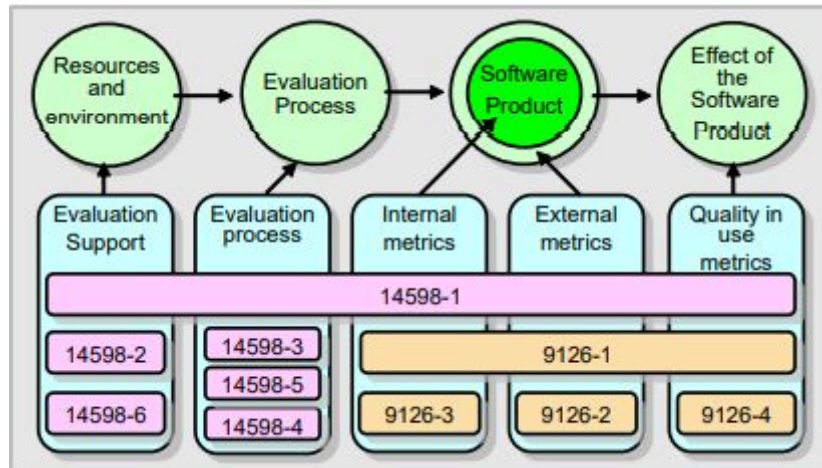 Resources
and
environment
Evaluation
Process
Software
Product
Effect of
the
Software
Product
Evaluation
Support
Evaluation
process
Internal
metrics
External
metrics
Quality in
use
metrics
14598-1
14598-2
14598-3
9126-1
14598-5
14598-6
14598-4
9126-3
9126-2
9126-4